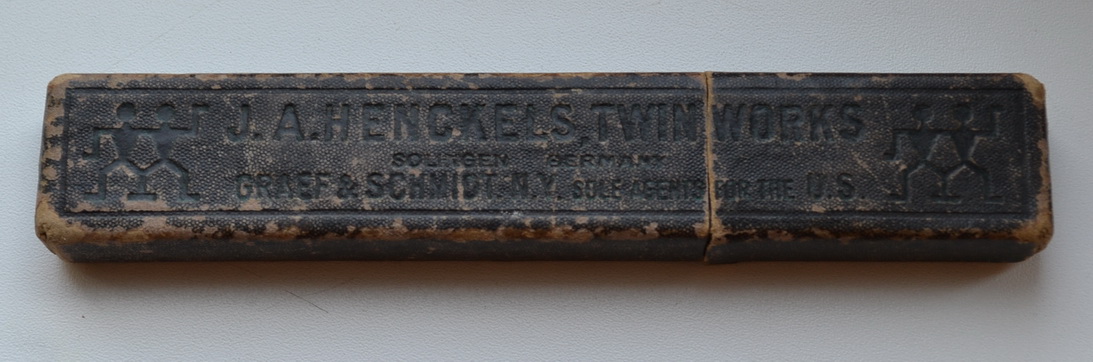 J. A. HENCKELS, TWIN WORKS
SOLINGEN GERMANY
GRAEF & SCHMIDT, N.Y. SOLE AGENTS FOR THE U.S.